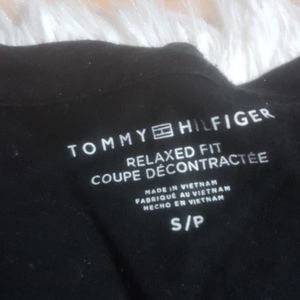 TOMMY HILFIGER
RELAXED FIT
COUPE DÉCONTRACTÉE
MADE IN VIETNAM
FABRIQUÉ AU VIETNAM
HECHO EN VIETNAM
S/P